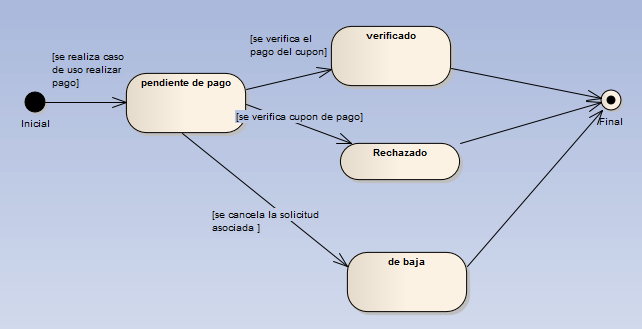 [se realiza caso
de uso realizar
pago]
Inicial
pendiente de pago
[se verifica el
pago del cupon]
verificado
[se verifica cupon de pago]
Rechazado
Final
[se cancela la solicitud
asociada ]
de baja